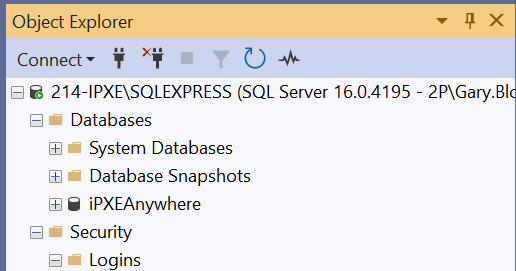 Object Explorer
Connect
214-IPXE\SQLEXPRESS (SQL Server 16.0.4195 - 2P\Gary.Blo
Databases
System Databases
Database Snapshots
iPXEAnywhere
Security
Logins